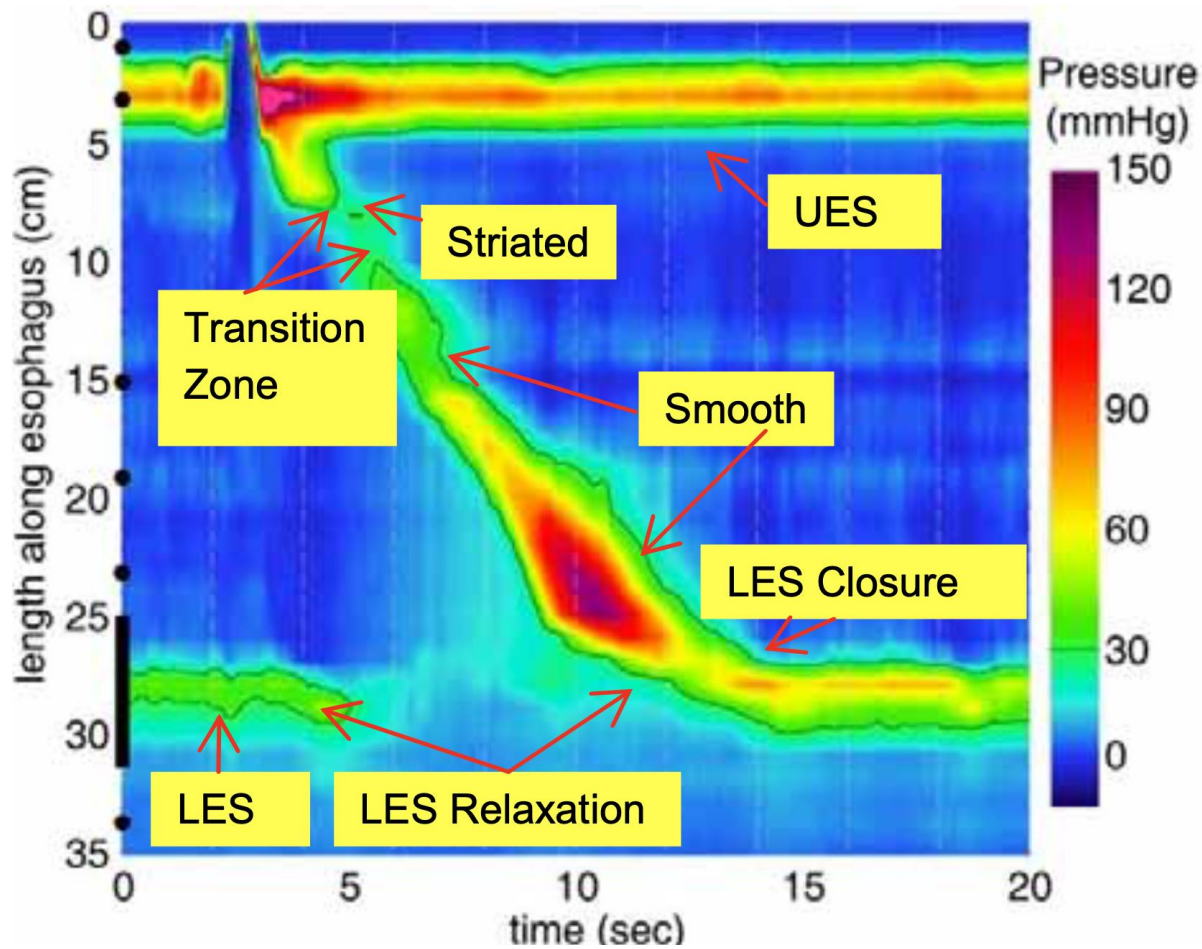 0
5
10
15
20
25
30
35
length along esophagus (cm)
0
5
10
15
20
time (sec)
Pressure
(mmHg)
150
120
90
60
30
0
UES
Striated
Transition
Zone
Smooth
LES Closure
LES
LES Relaxation